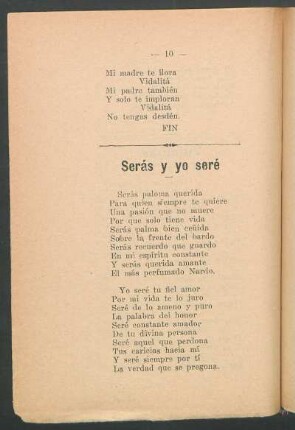 — 10 —
Mi madre te llora
Vidalitá
Mi padre también
Y solo te imploran
Vidalitá
No tengas desdén.
FIN
Serás y yo seré
Serás paloma querida
Para quien siempre te quiere
Una pasión que no muere
Por que solo tiene vida
Serás palma bien ceñida
Sobre la frente del bardo
Serás recuerdo que guardo
En mi espíritu constante
Y serás querida amante
El más perfumado Nardo.
Yo seré tu fiel amor
Por mi vida te lo juro
Seré de lo ameno y puro
La palabra del honor
Seré constante amador
De tu divina persona
Seré aquel que perdona
Tus caricias hacia mi
Y seré siempre por tí
La verdad que se pregona.